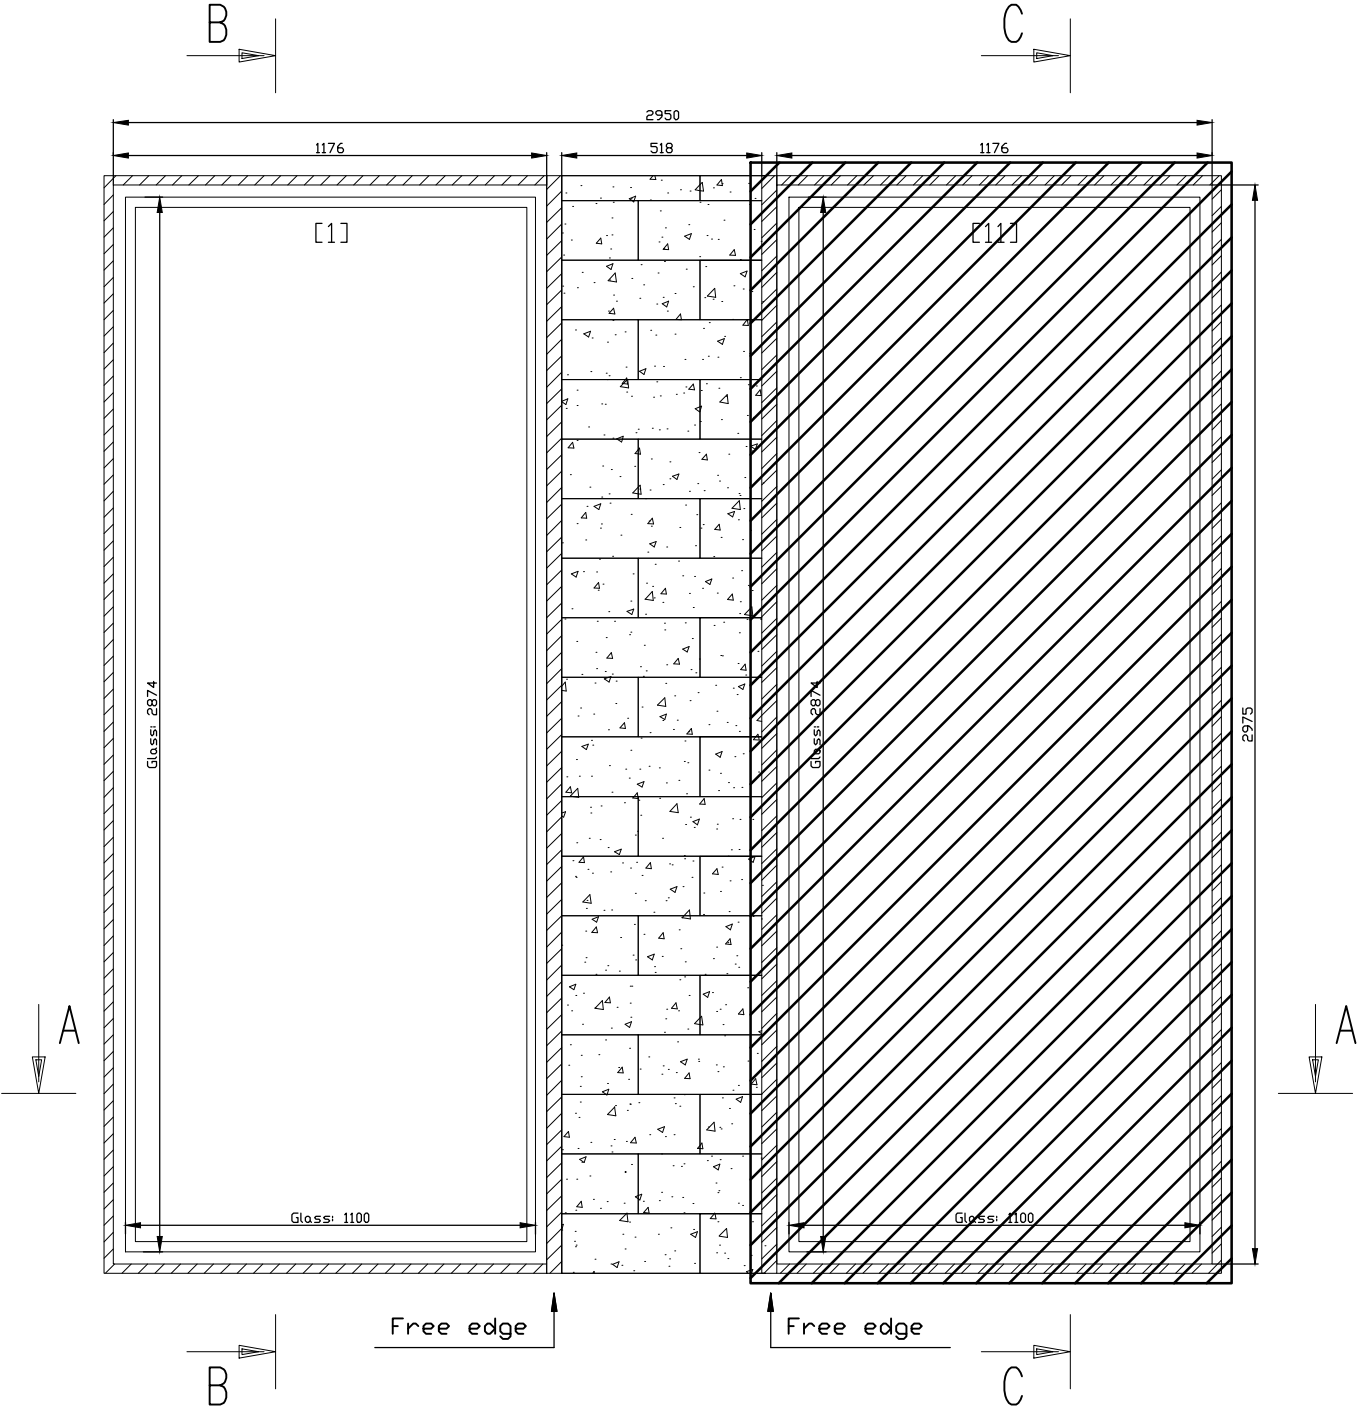 B
C
2950
1176
518
1176
[1]
[11]
Glass: 2874
Glass: 2874
2975
A
A
Glass: 1100
Glass: 1100
Free edge
Free edge
B
C